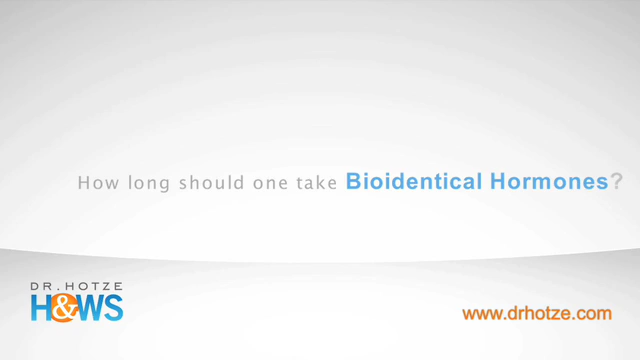 How long should one take Bioidentical Hormones?
DR. HOTZE
H&WS
www.drhotze.com